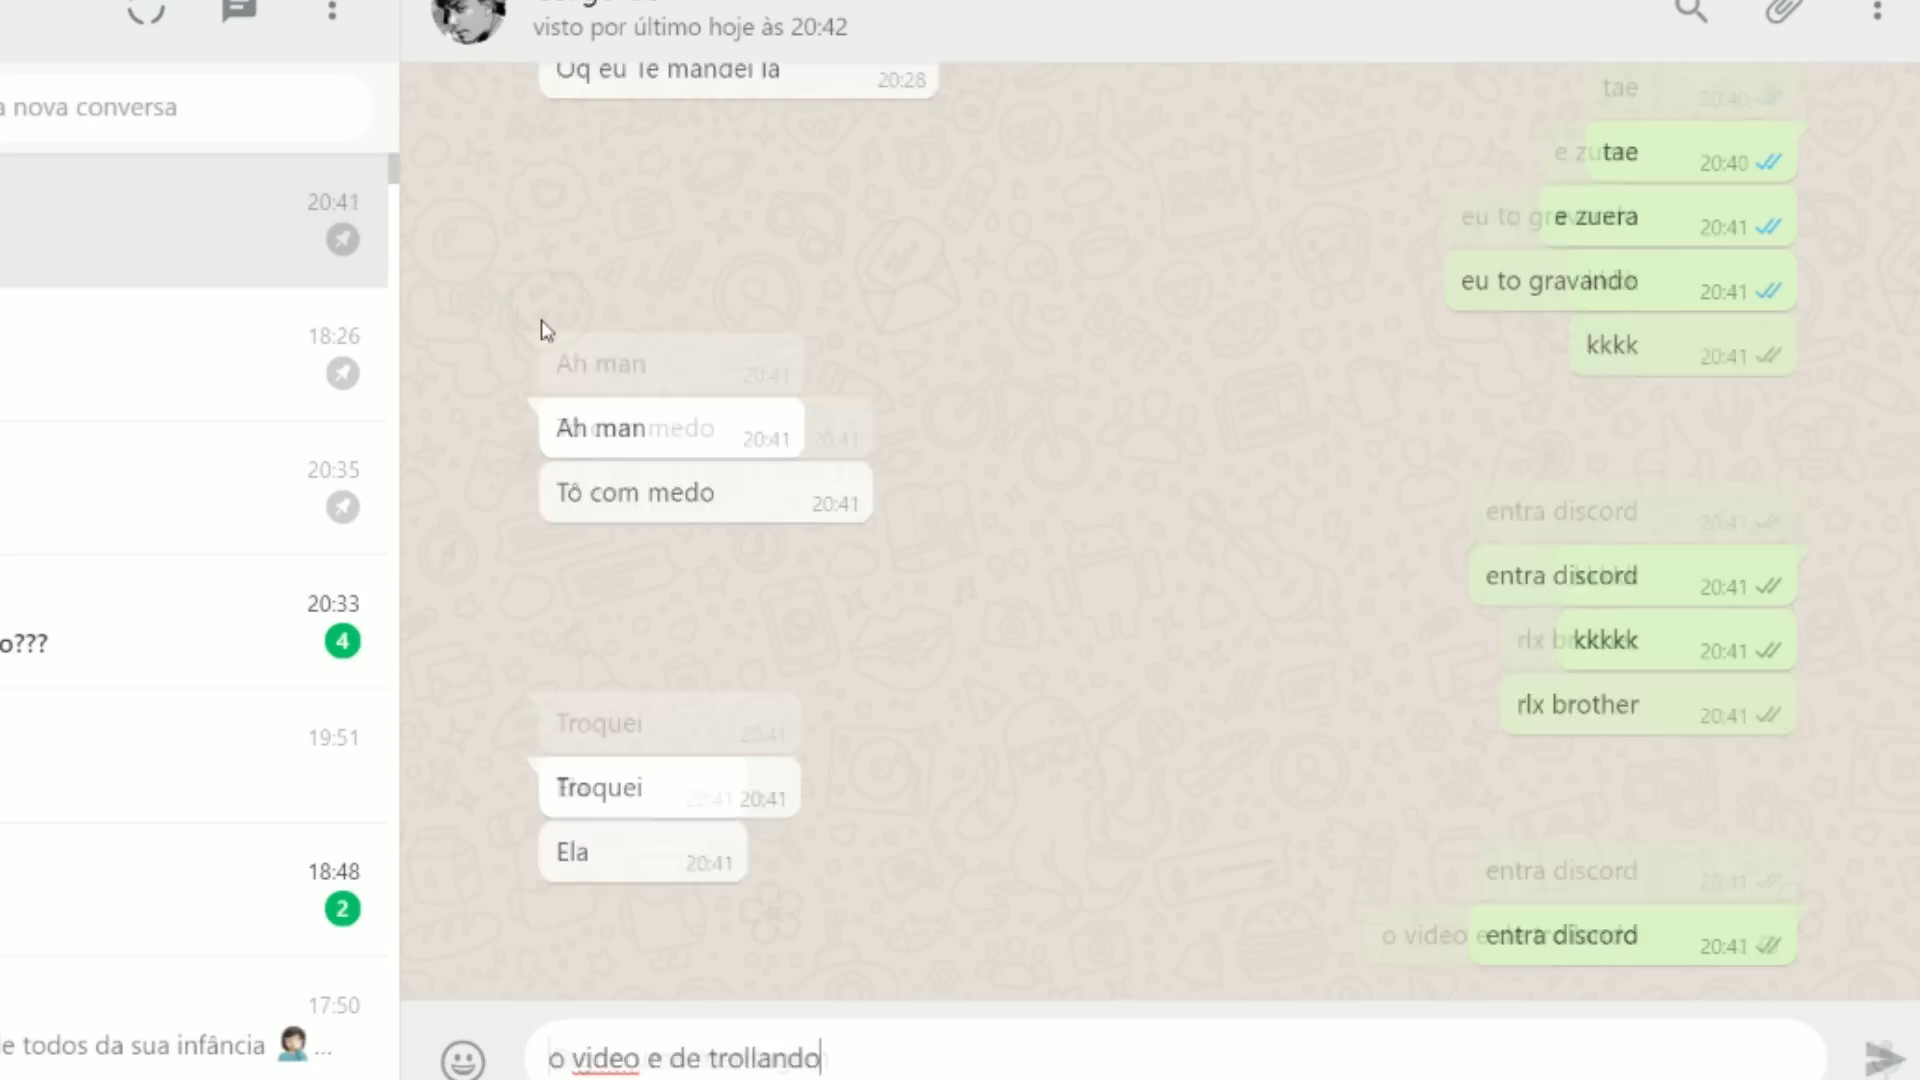 visto por último hoje às 20:42
a nova conversa
20:41
18:26
20:35
20:33
o???
4
19:51
18:48
2
17:50
e todos da sua infância ...
Oq eu Te mandei la
20:28
tae
20:40
e zuera
20:41
eu to gravando
20:41
kkkk
20:41
Ah man
20:41
Tô com medo
20:41
entra discord
20:41
kkkkk
20:41
rlx brother
20:41
Troquei
20:41
Ela
20:41
entra discord
20:41
o video e de trollando